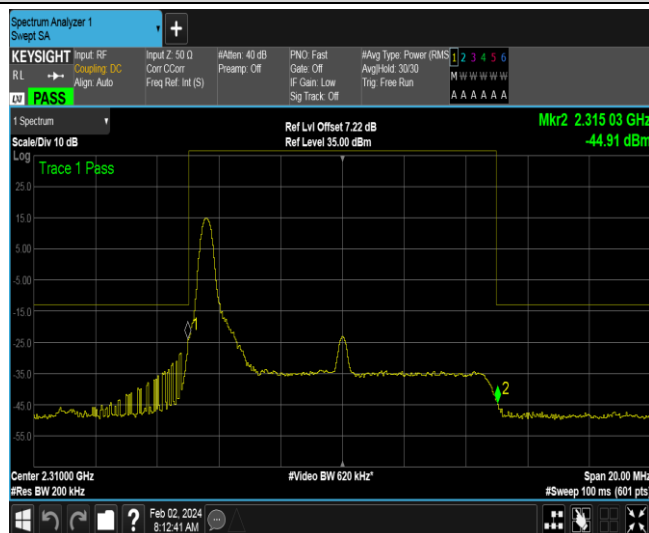 Spectrum Analyzer 1
Swept SA
+
KEYSIGHT Input: RF Input Z: 50 Ω #Atten: 40 dB PNO: Fast #Avg Type: Power (RMS 1 2 3 4 5 6
RL Coupling: DC Corr CCorr Preamp: Off Gate: Off Avg|Hold: 30/30 M W W W W W
Align: Auto Freq Ref: Int (S) IF Gain: Low Trig: Free Run
LXI PASS Sig Track: Off A A A A A A
1 Spectrum Ref Lvl Offset 7.22 dB Mkr2 2.315 03 GHz
Scale/Div 10 dB Ref Level 35.00 dBm -44.91 dBm
Log
Trace 1 Pass
25.0
15.0
5.00
-5.00
-15.0
1
-25.0
-35.0
2
-45.0
-55.0
Center 2.31000 GHz #Video BW 620 kHz* Span 20.00 MHz
#Res BW 200 kHz #Sweep 100 ms (601 pts)
? Feb 02, 2024
8:12:41 AM